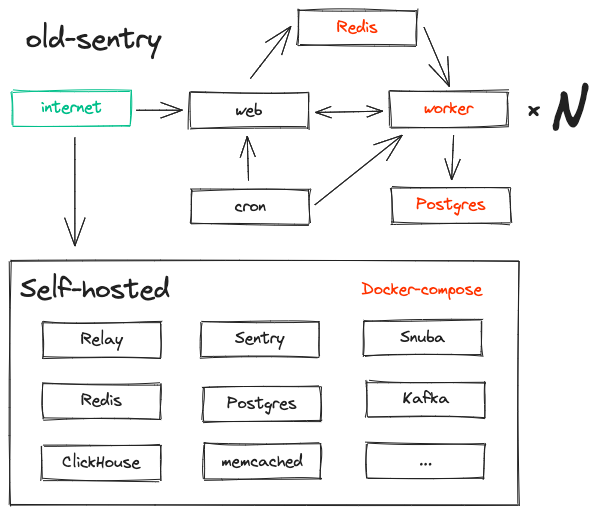 old-sentry
Redis
internet
web
worker
× N
cron
Postgres
Self-hosted
Docker-compose
Relay
Sentry
Snuba
Redis
Postgres
Kafka
ClickHouse
memcached
...